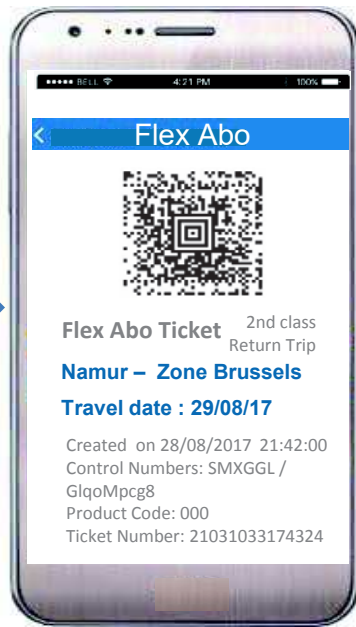 BELL 4:21 PM 100%
Flex Abo
Flex Abo Ticket 2nd class
Return Trip
Namur – Zone Brussels
Travel date : 29/08/17
Created on 28/08/2017 21:42:00
Control Numbers: SMXGGL /
GlqoMpcg8
Product Code: 000
Ticket Number: 21031033174324